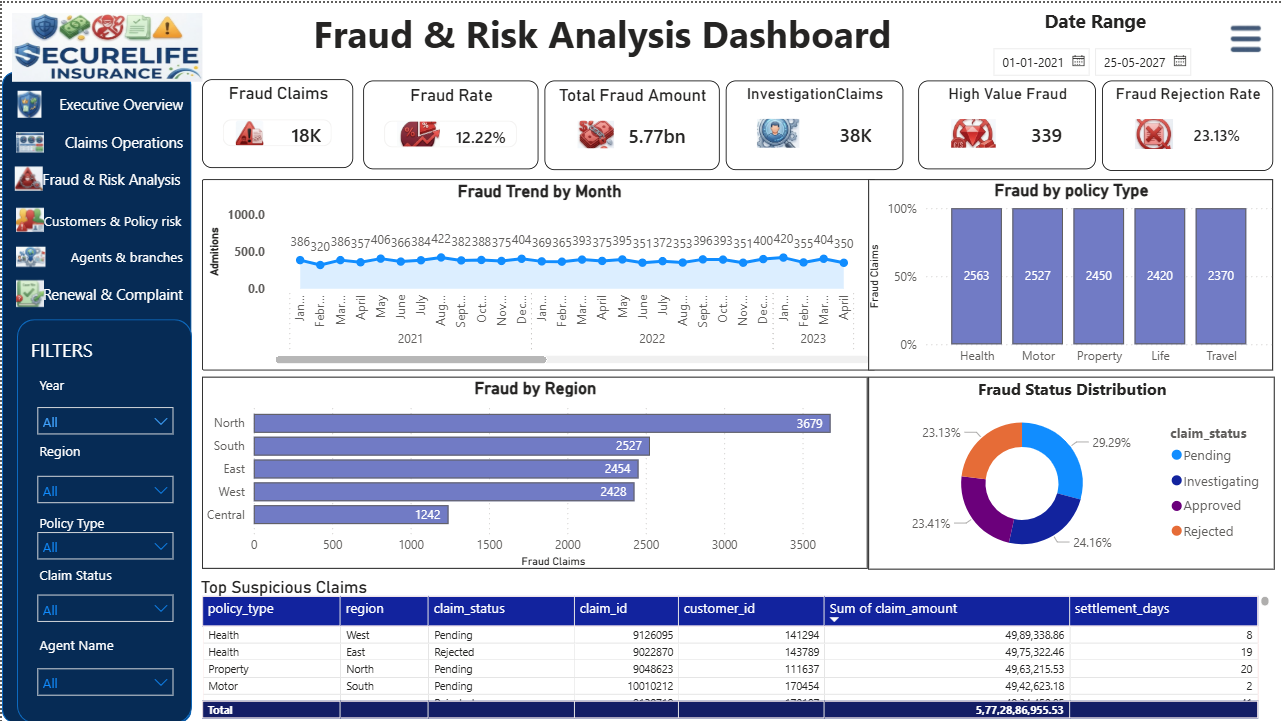 SECURELIFE
INSURANCE
Fraud & Risk Analysis Dashboard
Date Range
01-01-2021
25-05-2027
Executive Overview
Claims Operations
Fraud & Risk Analysis
Customers & Policy risk
Agents & branches
Renewal & Complaint
Fraud Claims
18K
Fraud Rate
12.22%
Total Fraud Amount
5.77bn
InvestigationClaims
38K
High Value Fraud
339
Fraud Rejection Rate
23.13%
FILTERS
Year
All
Region
All
Policy Type
All
Claim Status
All
Agent Name
All
Fraud Trend by Month
Admitions
1000.0
500.0
0.0
386 320 386 357 406 366 384 422 382 388 375 404 369 365 393 375 395 351 372 353 396 393 351 400 420 355 404 350
Jan... Febr... Mar... April May June July Aug... Sept... Oct... Nov... Dec... Jan... Febr... Mar... April May June July Aug... Sept... Oct... Nov... Dec... Jan... Febr... Mar... April
2021 2022 2023
Fraud by policy Type
Fraud Claims
100%
50%
0%
2563 2527 2450 2420 2370
Health Motor Property Life Travel
Fraud by Region
North 3679
South 2527
East 2454
West 2428
Central 1242
0 500 1000 1500 2000 2500 3000 3500
Fraud Claims
Fraud Status Distribution
23.13%
29.29%
23.41%
24.16%
claim_status
Pending
Investigating
Approved
Rejected
Top Suspicious Claims
policy_type region claim_status claim_id customer_id Sum of claim_amount settlement_days
Health West Pending 9126095 141294 49,89,338.86 8
Health East Rejected 9022870 143789 49,75,322.46 19
Property North Pending 9048623 111637 49,63,215.53 20
Motor South Pending 10010212 170454 49,42,623.18 2
Total 5,77,28,86,955.53